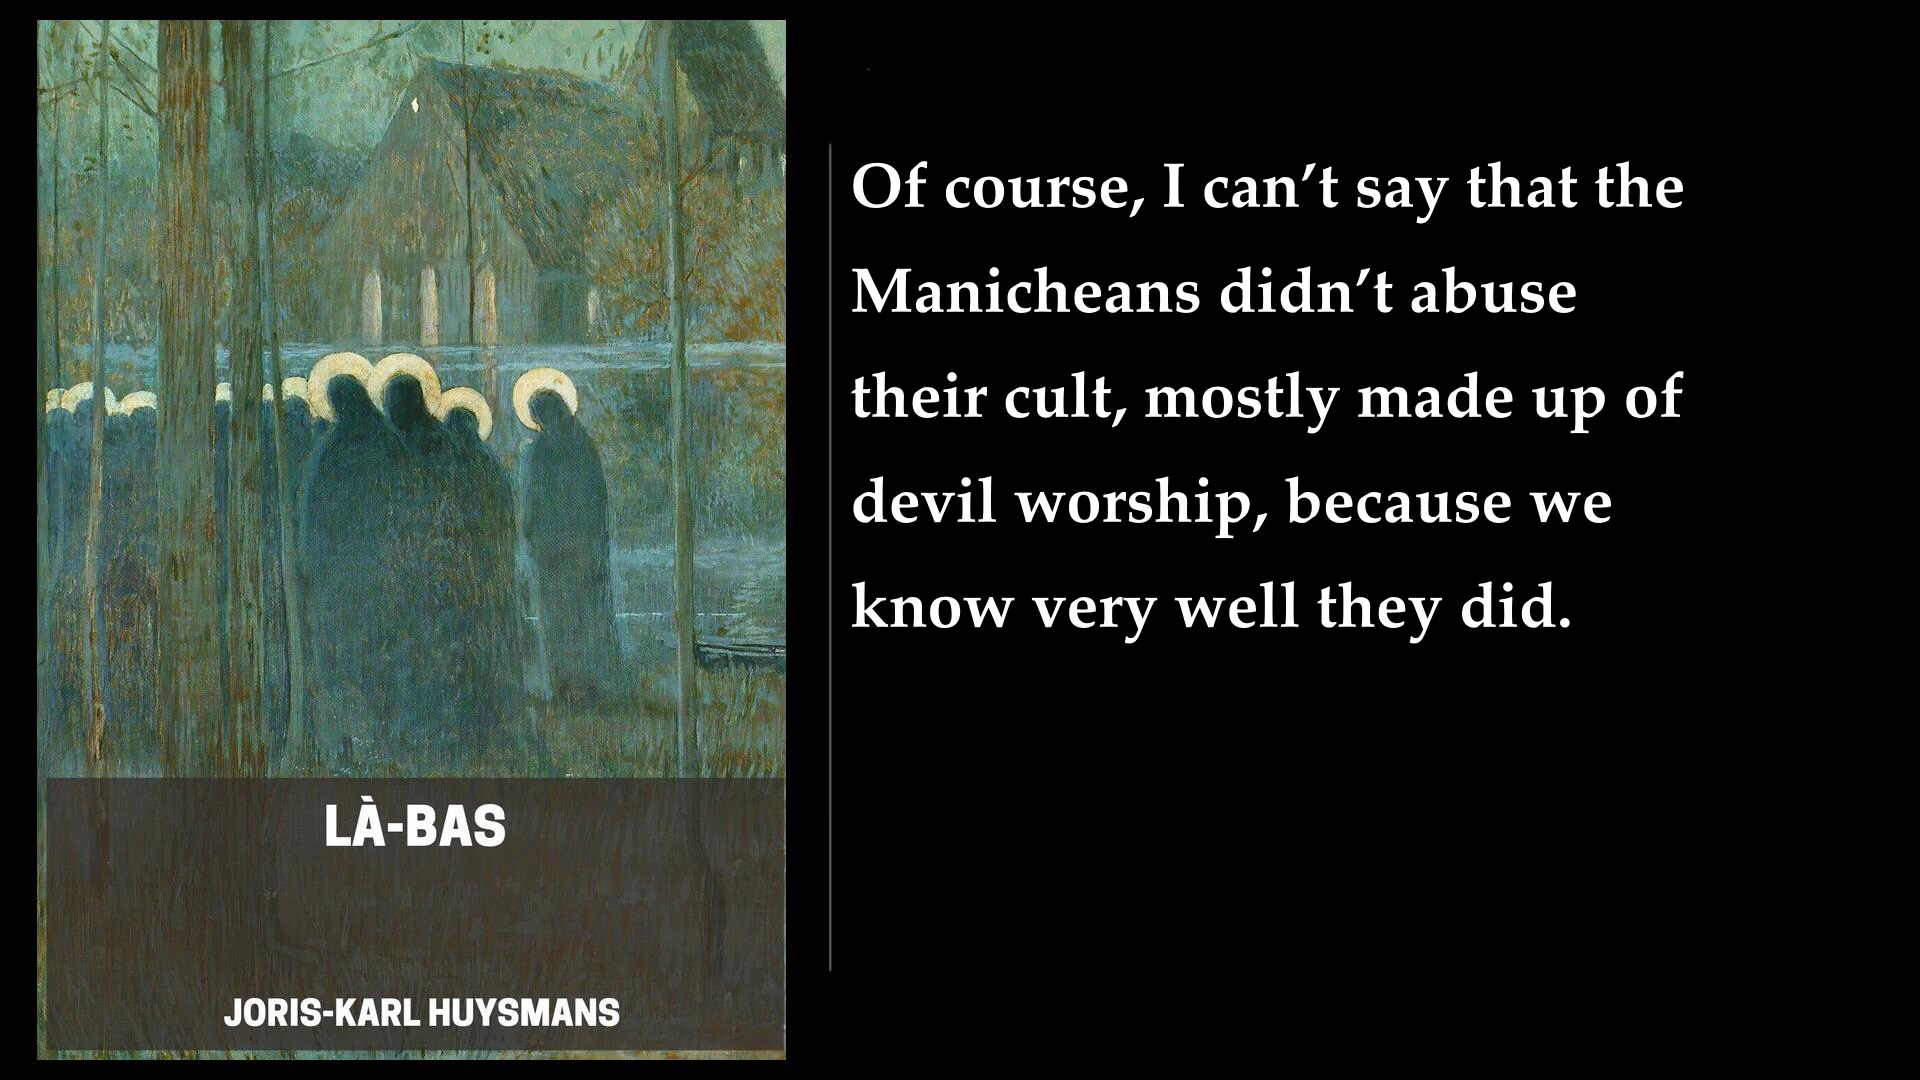 LÀ-BAS
JORIS-KARL HUYSMANS
Of course, I can’t say that the
Manicheans didn’t abuse
their cult, mostly made up of
devil worship, because we
know very well they did.